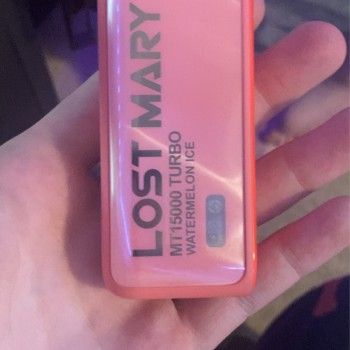 LOST MARY
MT15000 TURBO
WATERMELON ICE